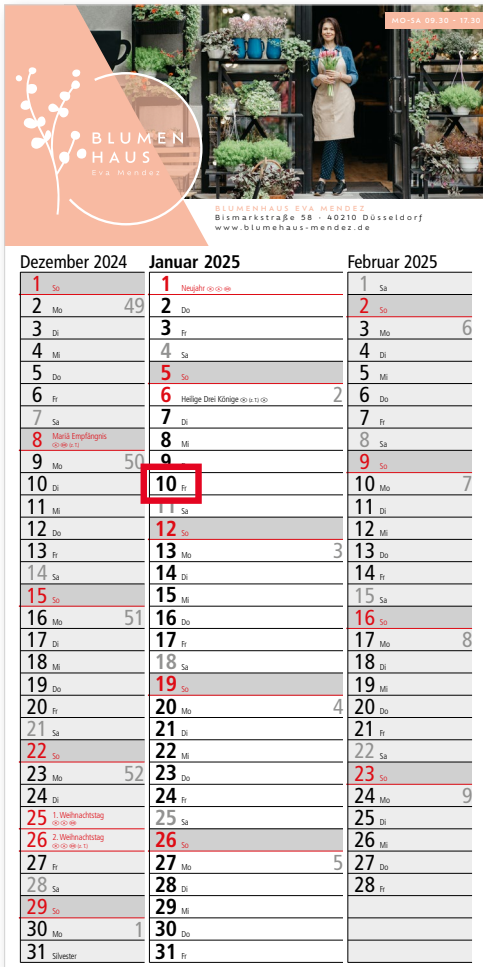 MO-SA 09.30 - 17.30
BLUMEN
HAUS
Eva Mendez
BLUMENHAUS EVA MENDEZ
Bismarkstraße 58 - 40210 Düsseldorf
www.blumehaus-mendez.de
Dezember 2024
1 So
2 Mo 49
3 Di
4 Mi
5 Do
6 Fr
7 Sa
8 Mariä Empfängnis
(z.T.)
9 Mo 50
10 Di
11 Mi
12 Do
13 Fr
14 Sa
15 So
16 Mo 51
17 Di
18 Mi
19 Do
20 Fr
21 Sa
22 So
23 Mo 52
24 Di
25 1. Weihnachtstag
26 2. Weihnachtstag
(z.T.)
27 Fr
28 Sa
29 So
30 Mo 1
31 Silvester
Januar 2025
1 Neujahr
2 Do
3 Fr
4 Sa
5 So
6 Heilige Drei Könige (z.T.) 2
7 Di
8 Mi
9
10 Fr
11 Sa
12 So
13 Mo 3
14 Di
15 Mi
16 Do
17 Fr
18 Sa
19 So
20 Mo 4
21 Di
22 Mi
23 Do
24 Fr
25 Sa
26 So
27 Mo 5
28 Di
29 Mi
30 Do
31 Fr
Februar 2025
1 Sa
2 So
3 Mo 6
4 Di
5 Mi
6 Do
7 Fr
8 Sa
9 So
10 Mo 7
11 Di
12 Mi
13 Do
14 Fr
15 Sa
16 So
17 Mo 8
18 Di
19 Mi
20 Do
21 Fr
22 Sa
23 So
24 Mo 9
25 Di
26 Mi
27 Do
28 Fr